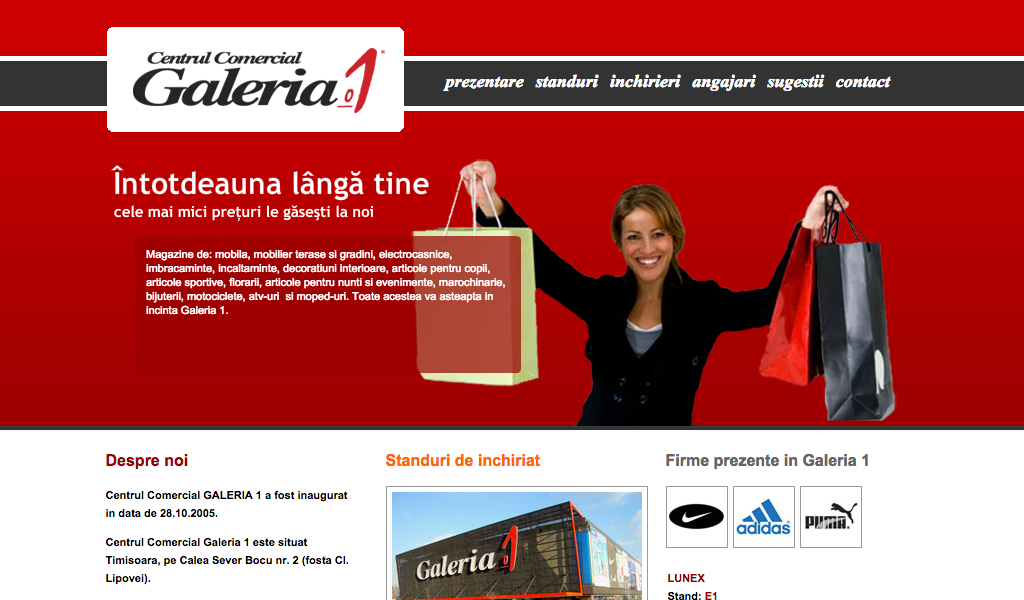 Centrul Comercial
Galeria 1
prezentare standuri inchirieri angajari sugestii contact
Întotdeauna lângă tine
cele mai mici prețuri le găsești la noi
Magazine de: mobila, mobilier terase si gradini, electrocasnice,
imbracaminte, incaltaminte, decoratiuni interioare, articole pentru copii,
articole sportive, florarii, articole pentru nunti si evenimente, marochinarie,
bijuterii, motociclete, atv-uri si moped-uri. Toate acestea va asteapta in
incinta Galeria 1.
Despre noi
Centrul Comercial GALERIA 1 a fost inaugurat
in data de 28.10.2005.
Centrul Comercial Galeria 1 este situat
Timisoara, pe Calea Sever Bocu nr. 2 (fosta Cl.
Lipovei).
Standuri de inchiriat
Galeria 1
Firme prezente in Galeria 1
adidas
PUMA
LUNEX
Stand: E1